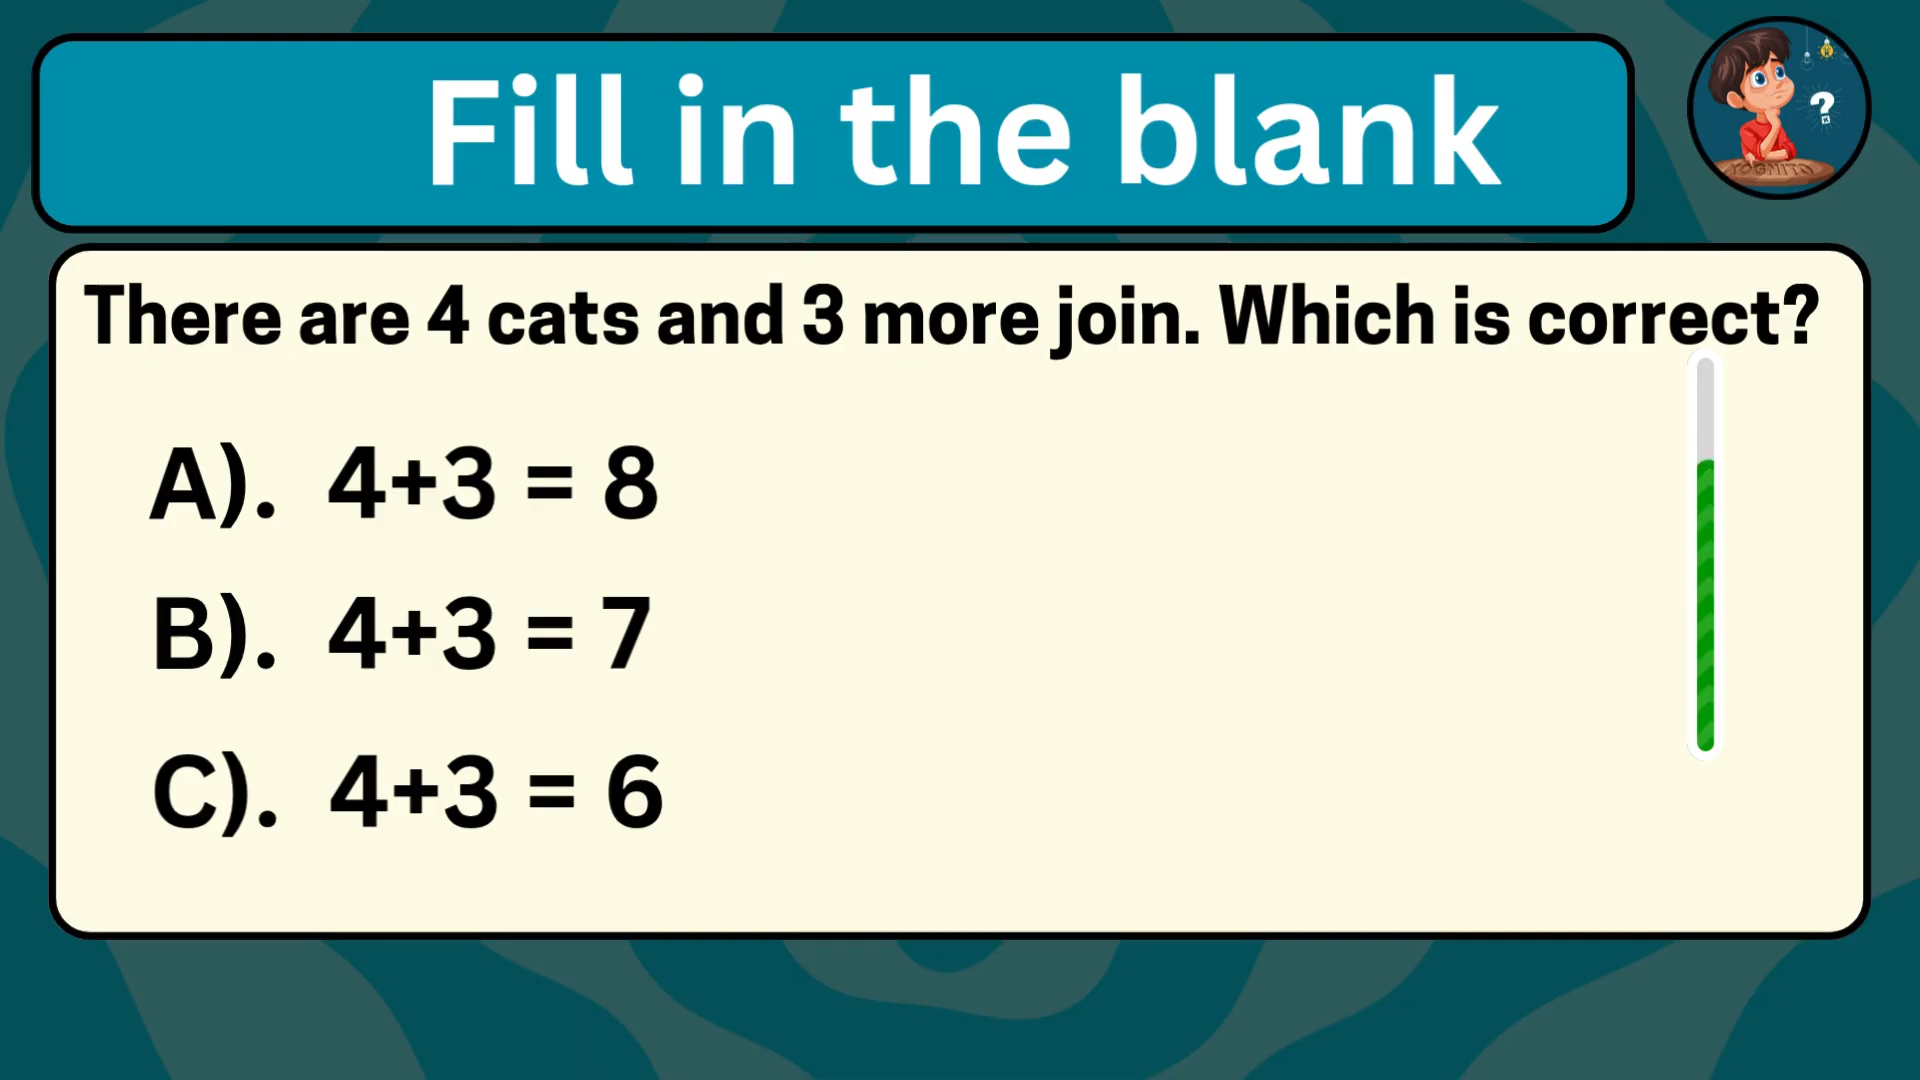 Fill in the blank
?
YOGNITO
There are 4 cats and 3 more join. Which is correct?
A). 4+3 = 8
B). 4+3 = 7
C). 4+3 = 6